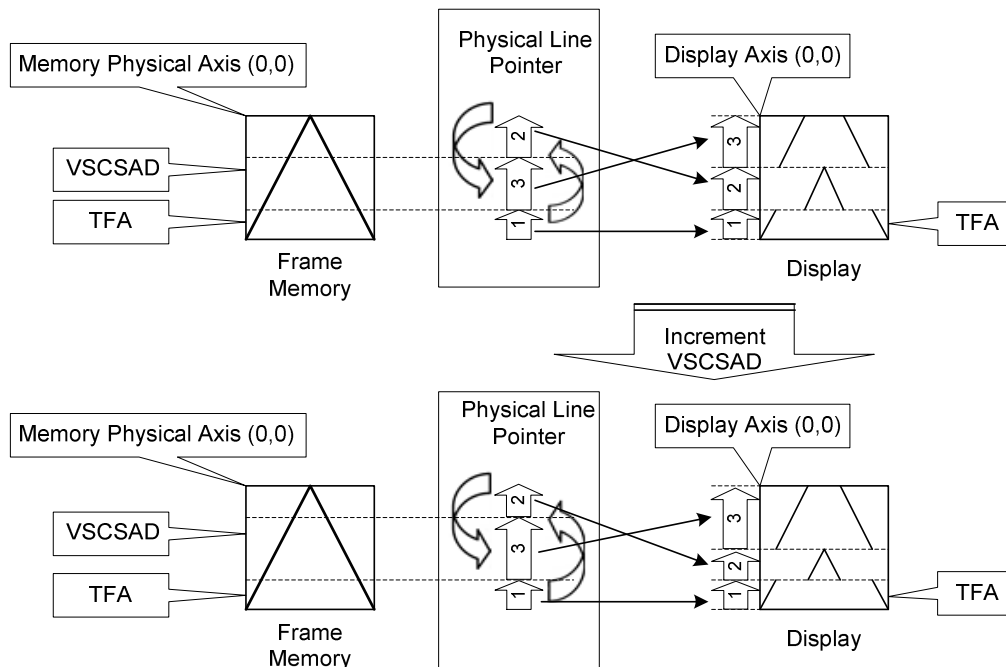 Physical Line
Pointer
Memory Physical Axis (0,0)
Display Axis (0,0)
2
3
3
VSCSAD
2
TFA
1
1
TFA
Frame
Memory
Display
Increment
VSCSAD
Physical Line
Pointer
Memory Physical Axis (0,0)
Display Axis (0,0)
2
3
VSCSAD
3
2
TFA
1
1
TFA
Frame
Memory
Display